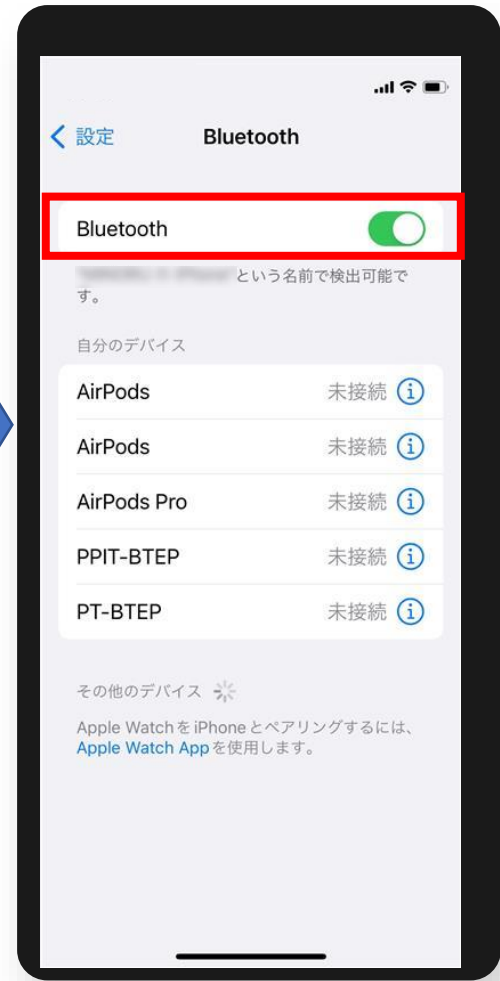 設定 Bluetooth
Bluetooth
という名前で検出可能で
す。
自分のデバイス
AirPods 未接続
AirPods 未接続
AirPods Pro 未接続
PPIT-BTEP 未接続
PT-BTEP 未接続
その他のデバイス
Apple WatchをiPhoneとペアリングするには、
Apple Watch Appを使用します。